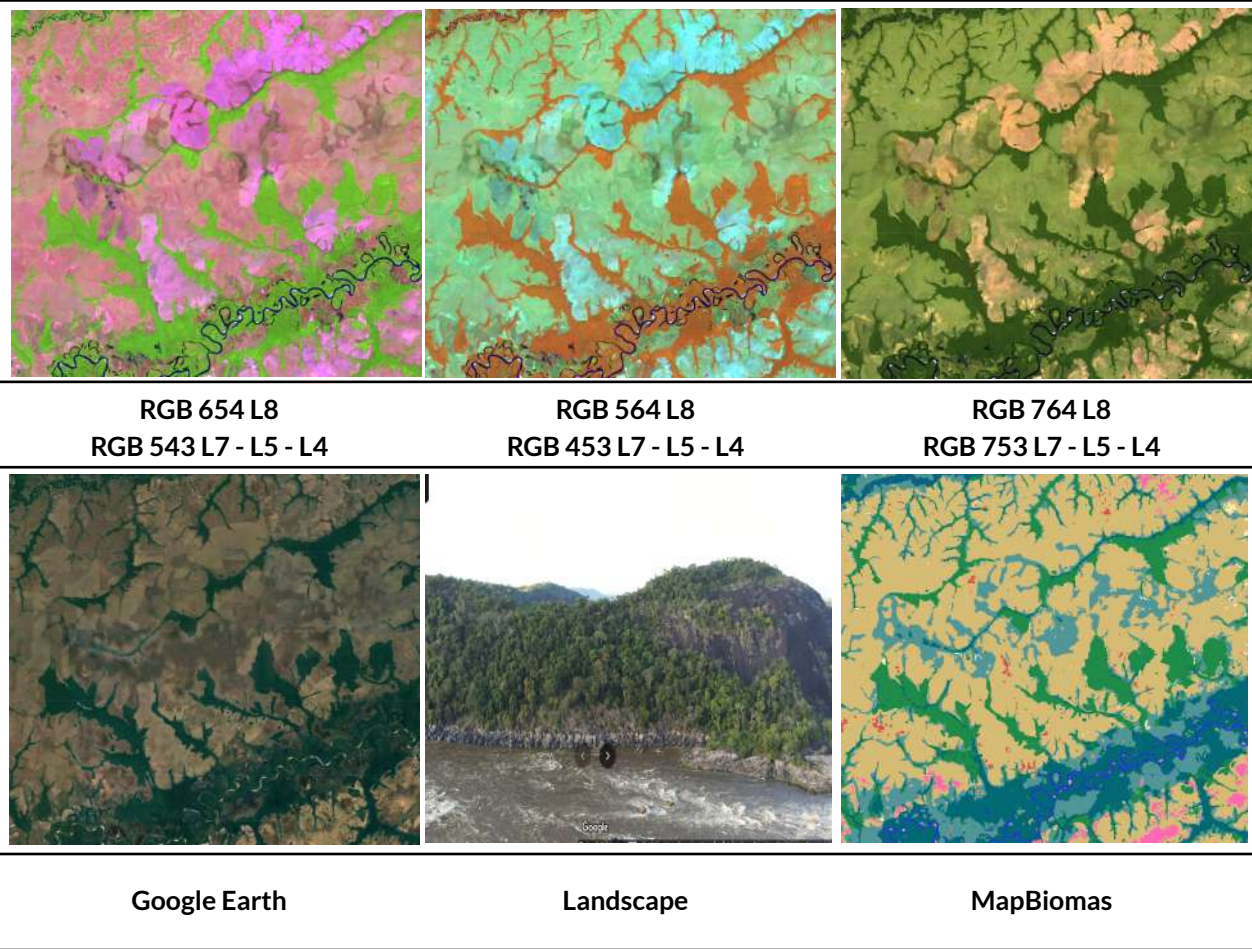 RGB 654 L8
RGB 543 L7 - L5 - L4
RGB 564 L8
RGB 453 L7 - L5 - L4
RGB 764 L8
RGB 753 L7 - L5 - L4
Google
Google Earth
Landscape
MapBiomas